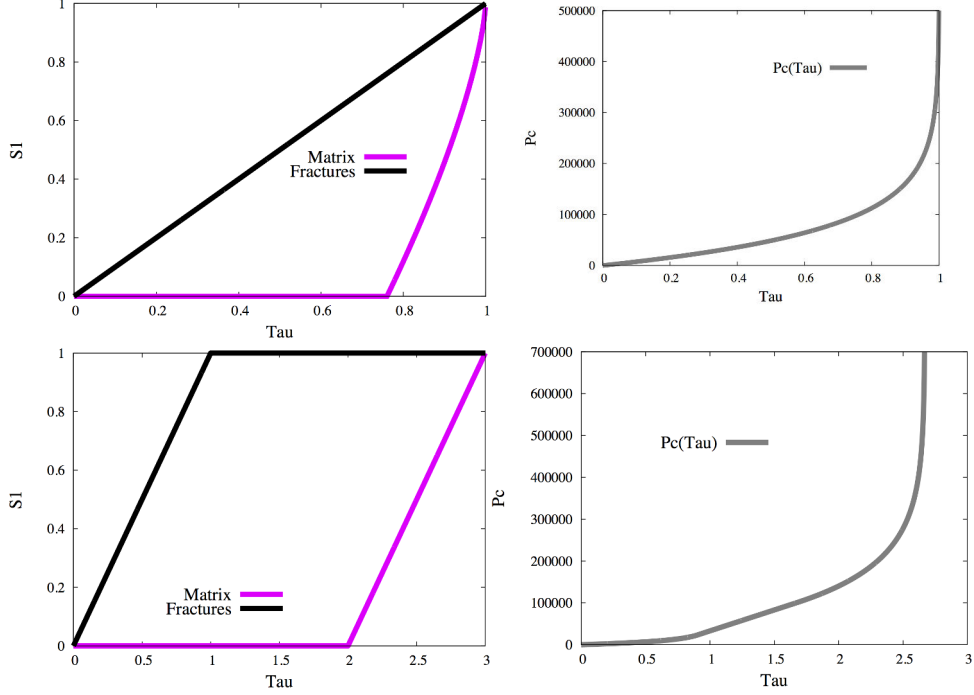 1
0.8
0.6
0.4
0.2
0
S1
Matrix
Fractures
0 0.2 0.4 0.6 0.8 1
Tau
500000
400000
300000
200000
100000
0
Pc
Pc(Tau)
0 0.2 0.4 0.6 0.8 1
Tau
1
0.8
0.6
0.4
0.2
0
S1
Matrix
Fractures
0 0.5 1 1.5 2 2.5 3
Tau
700000
600000
500000
400000
300000
200000
100000
0
Pc
Pc(Tau)
0 0.5 1 1.5 2 2.5 3
Tau